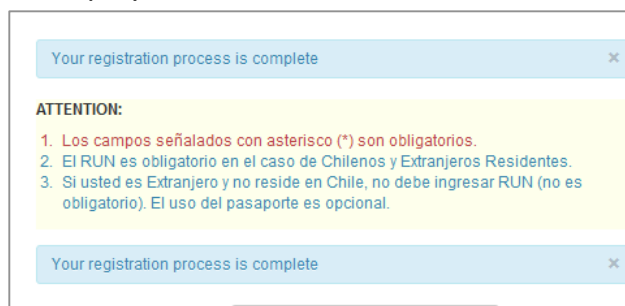 Your registration process is complete ×
ATTENTION:
1. Los campos señalados con asterisco (*) son obligatorios.
2. El RUN es obligatorio en el caso de Chilenos y Extranjeros Residentes.
3. Si usted es Extranjero y no reside en Chile, no debe ingresar RUN (no es
obligatorio). El uso del pasaporte es opcional.
Your registration process is complete ×